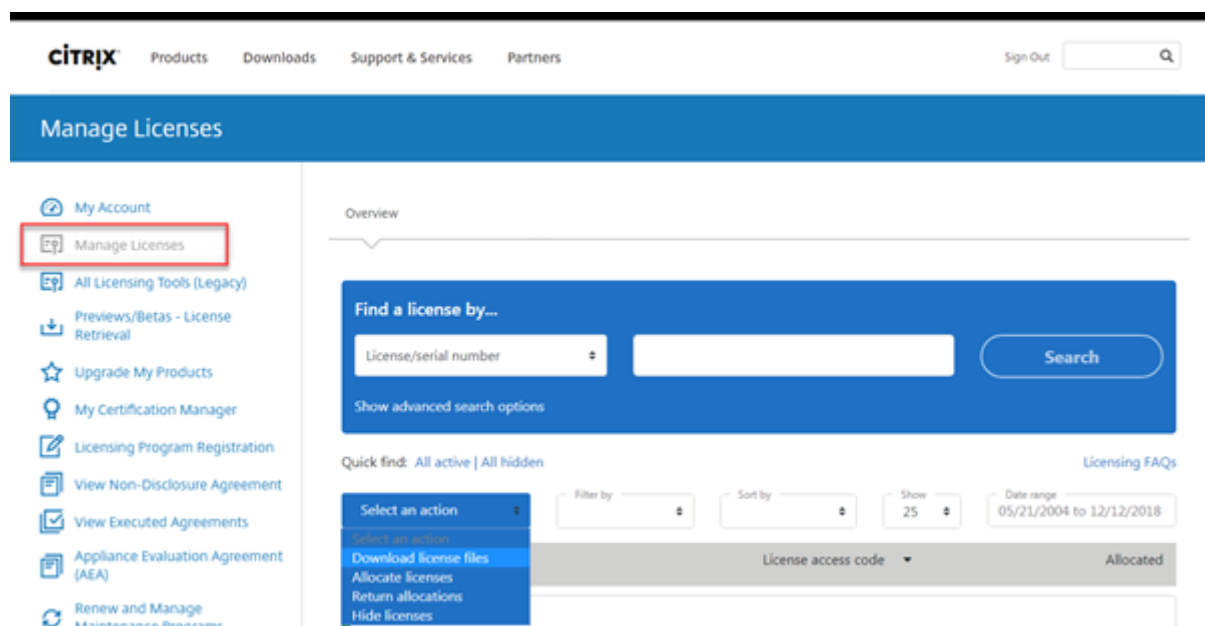 CITRIX Products Downloads Support & Services Partners Sign Out
Manage Licenses
My Account
Manage Licenses
All Licensing Tools (Legacy)
Previews/Betas - License
Retrieval
Upgrade My Products
My Certification Manager
Licensing Program Registration
View Non-Disclosure Agreement
View Executed Agreements
Appliance Evaluation Agreement
(AEA)
Renew and Manage
Maintenance Programs
Overview
Find a license by...
License/serial number
Search
Show advanced search options
Quick find: All active | All hidden Licensing FAQs
Select an action Filter by Sort by Show 25 Date range 05/21/2004 to 12/12/2018
Select an action
Download license files
Allocate licenses
Return allocations
Hide licenses
License access code Allocated